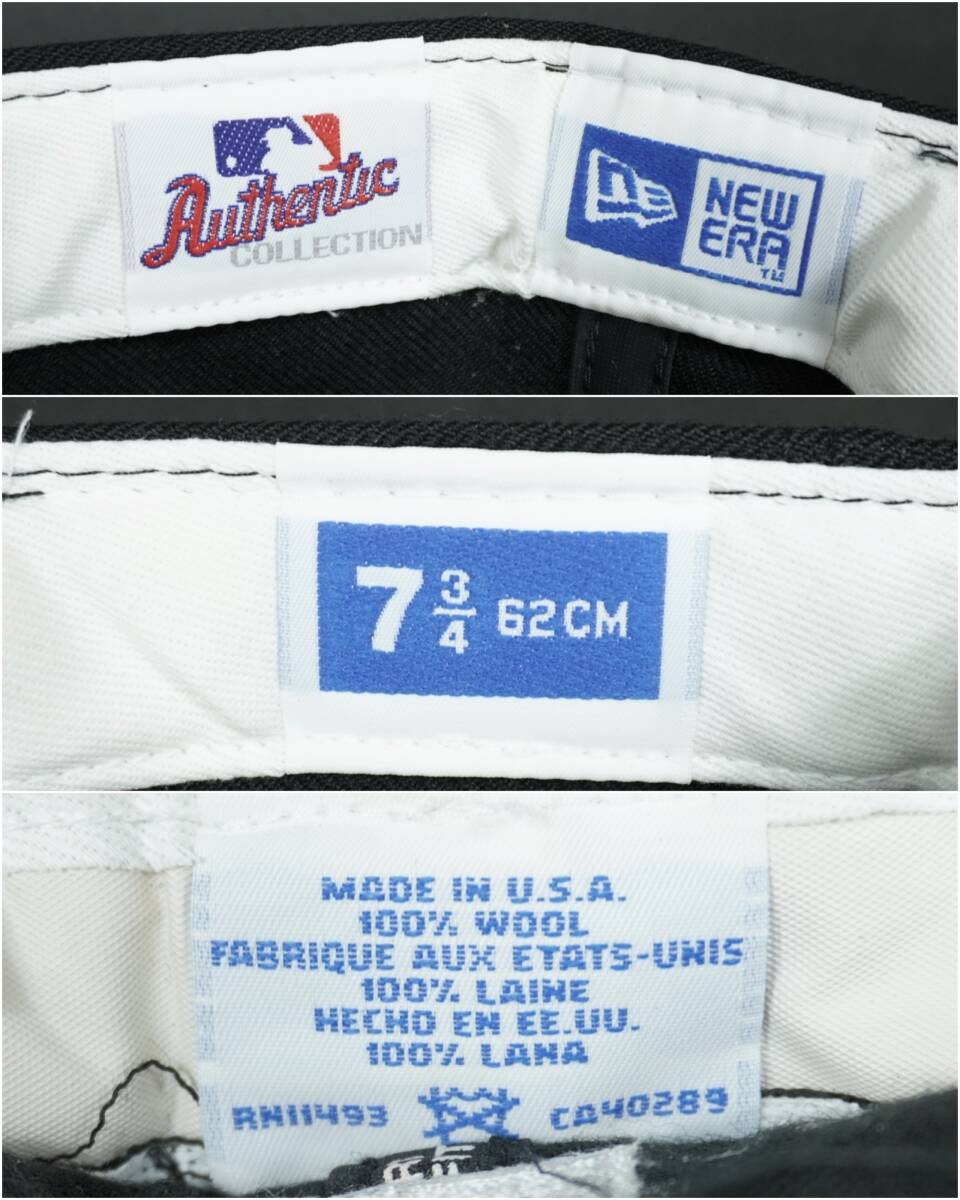 Authentic
COLLECTION
NEW
ERA
TM
7 3/4 62CM
MADE IN U.S.A.
100% WOOL
FABRIQUE AUX ETATS-UNIS
100% LAINE
HECHO EN EE.UU.
100% LANA
RN11493 CA40289